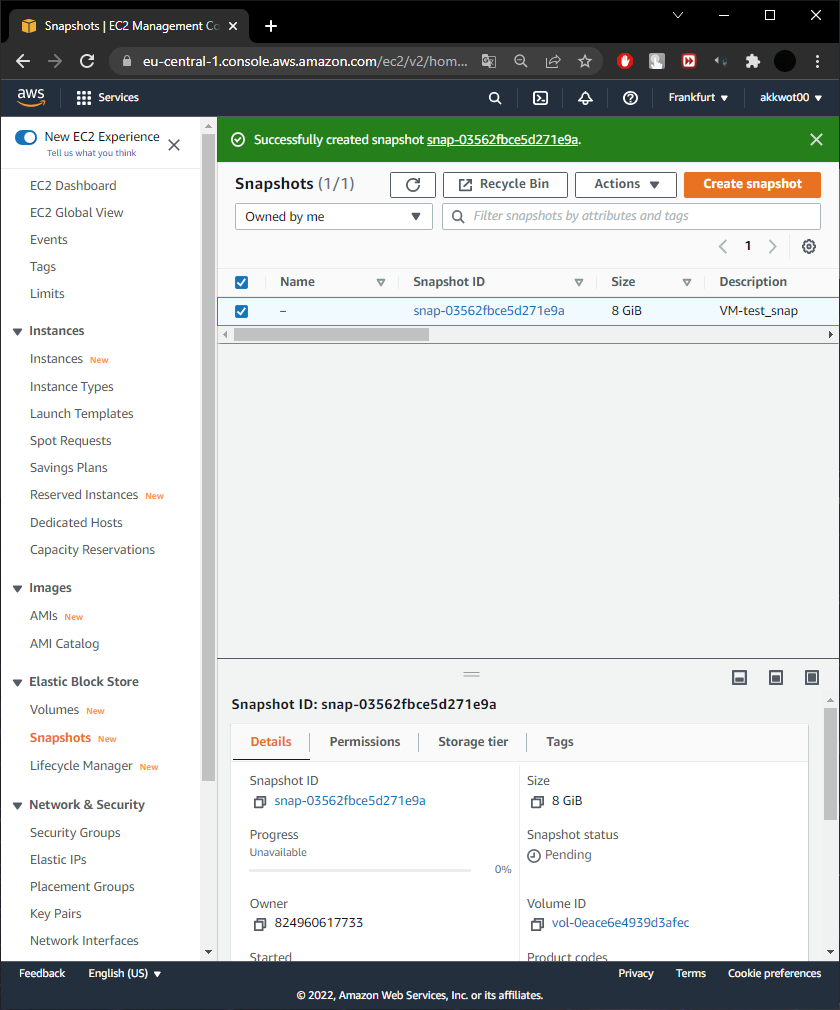 Snapshots | EC2 Management Co
eu-central-1.console.aws.amazon.com/ec2/v2/hom...
aws
Services
Frankfurt
akkwot00
New EC2 Experience
Tell us what you think
EC2 Dashboard
EC2 Global View
Events
Tags
Limits
Instances
Instances New
Instance Types
Launch Templates
Spot Requests
Savings Plans
Reserved Instances New
Dedicated Hosts
Capacity Reservations
Images
AMIs New
AMI Catalog
Elastic Block Store
Volumes New
Snapshots New
Lifecycle Manager New
Network & Security
Security Groups
Elastic IPs
Placement Groups
Key Pairs
Network Interfaces
Successfully created snapshot snap-03562fbce5d271e9a.
Snapshots (1/1)
Recycle Bin
Actions
Create snapshot
Owned by me
Filter snapshots by attributes and tags
1
Name Snapshot ID Size Description
– snap-03562fbce5d271e9a 8 GiB VM-test_snap
Snapshot ID: snap-03562fbce5d271e9a
Details Permissions Storage tier Tags
Snapshot ID
snap-03562fbce5d271e9a
Size
8 GiB
Progress
Unavailable
0%
Snapshot status
Pending
Owner
824960617733
Volume ID
vol-0eace6e4939d3afec
Started
Product codes
Feedback English (US) Privacy Terms Cookie preferences
© 2022, Amazon Web Services, Inc. or its affiliates.